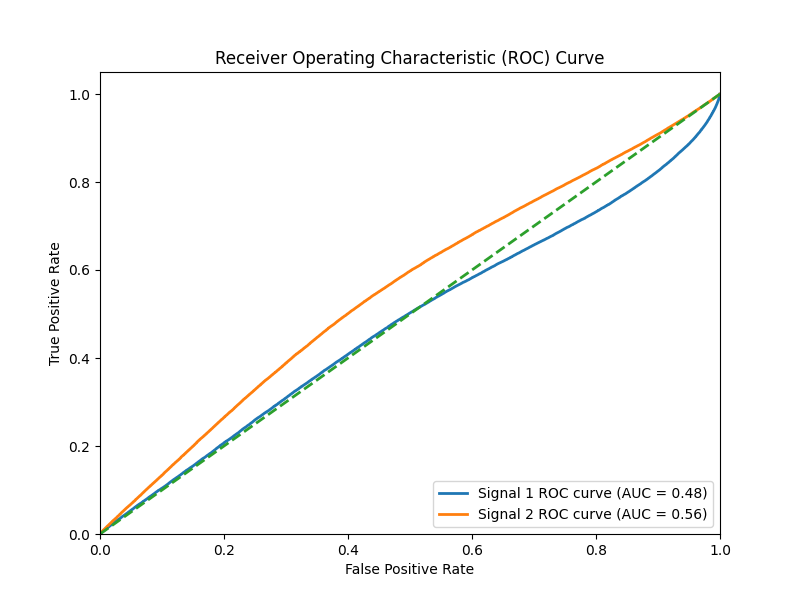 Receiver Operating Characteristic (ROC) Curve
True Positive Rate
1.0
0.8
0.6
0.4
0.2
0.0
Signal 1 ROC curve (AUC = 0.48)
Signal 2 ROC curve (AUC = 0.56)
0.0 0.2 0.4 0.6 0.8 1.0
False Positive Rate